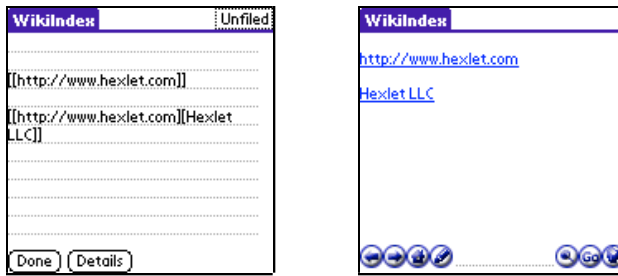 WikiIndex Unfiled
[[http://www.hexlet.com]]
[[http://www.hexlet.com][Hexlet
LLC]]
Done Details
WikiIndex
http://www.hexlet.com
Hexlet LLC
Go